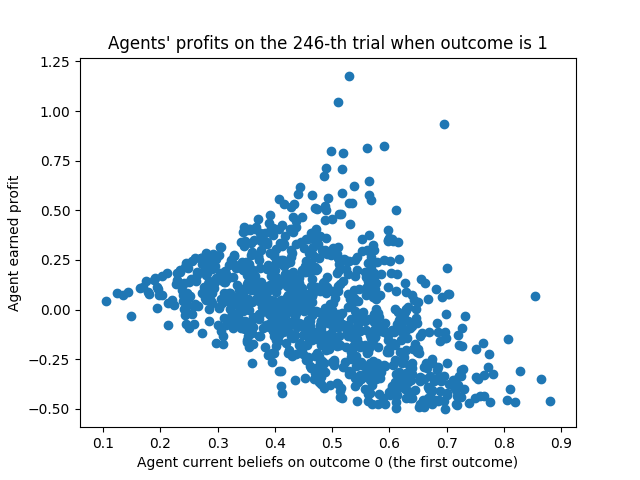 Agents' profits on the 246-th trial when outcome is 1
1.25
1.00
0.75
0.50
0.25
0.00
−0.25
−0.50
Agent earned profit
0.1 0.2 0.3 0.4 0.5 0.6 0.7 0.8 0.9
Agent current beliefs on outcome 0 (the first outcome)